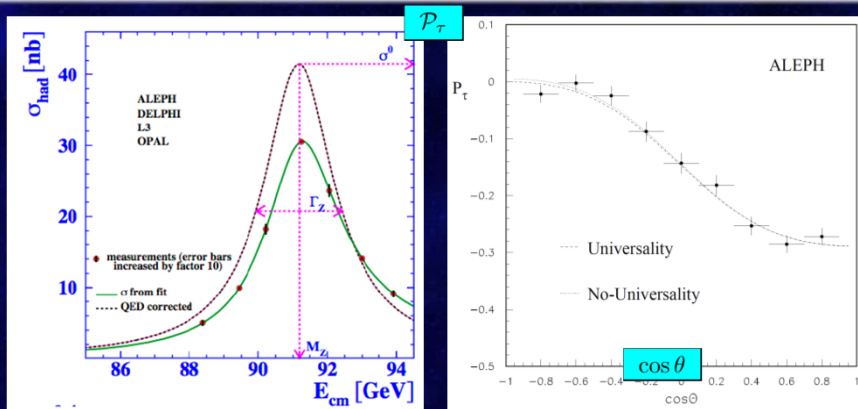 𝒫_τ
σ_had [nb]
σ⁰
40
30
20
10
ALEPH
DELPHI
L3
OPAL
Γ_Z
measurements (error bars
increased by factor 10)
σ from fit
QED corrected
M_Z
86 88 90 92 94
E_cm [GeV]
P_τ
0.1
0
-0.1
-0.2
-0.3
-0.4
-0.5
ALEPH
Universality
No-Universality
cos θ
-1 -0.8 -0.6 -0.4 -0.2 0 0.2 0.4 0.6 0.8 1
cosΘ